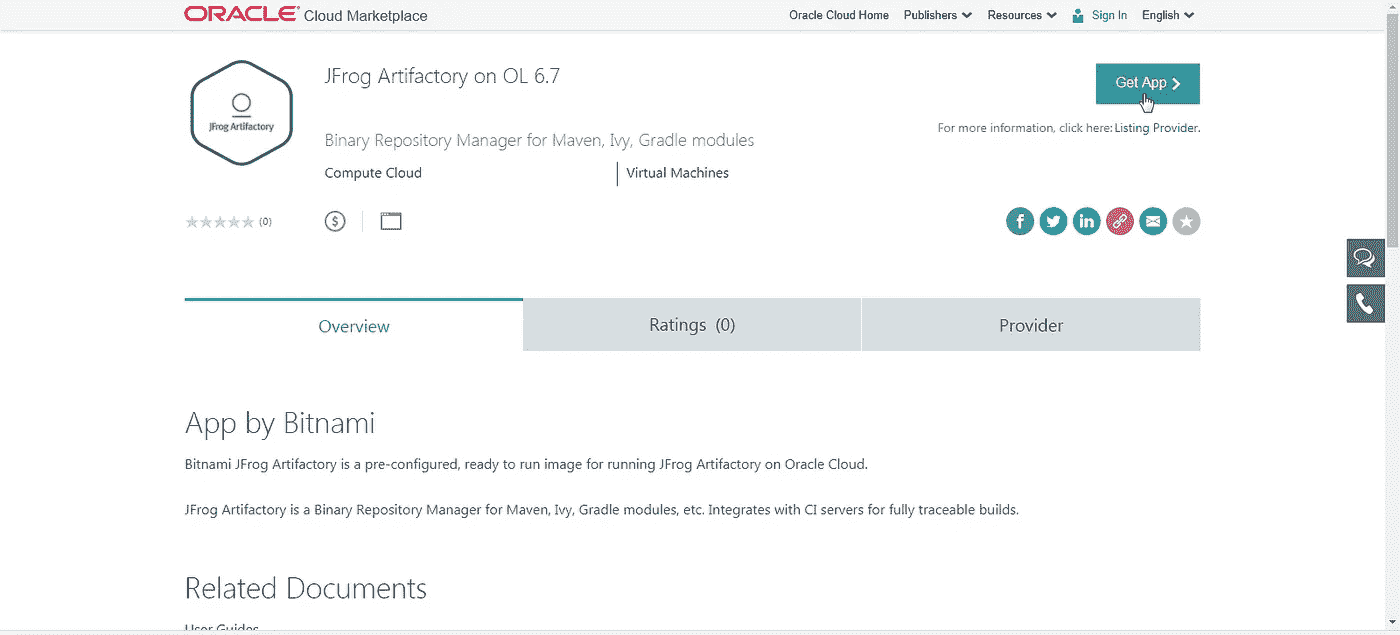 ORACLE Cloud Marketplace
Oracle Cloud Home Publishers Resources Sign In English
JFrog Artifactory
JFrog Artifactory on OL 6.7
Get App
For more information, click here: Listing Provider.
Binary Repository Manager for Maven, Ivy, Gradle modules
Compute Cloud Virtual Machines
(0)
$
Overview Ratings (0) Provider
App by Bitnami
Bitnami JFrog Artifactory is a pre-configured, ready to run image for running JFrog Artifactory on Oracle Cloud.
JFrog Artifactory is a Binary Repository Manager for Maven, Ivy, Gradle modules, etc. Integrates with CI servers for fully traceable builds.
Related Documents
User Guides